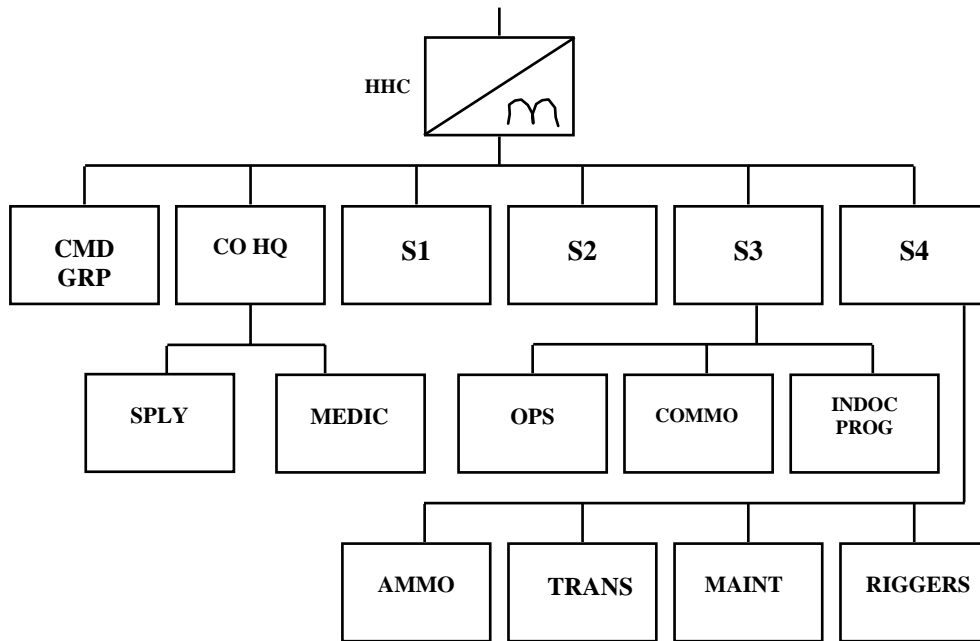 HHC
CMD
GRP
CO HQ
S1
S2
S3
S4
SPLY
MEDIC
OPS
COMMO
INDOC
PROG
AMMO
TRANS
MAINT
RIGGERS